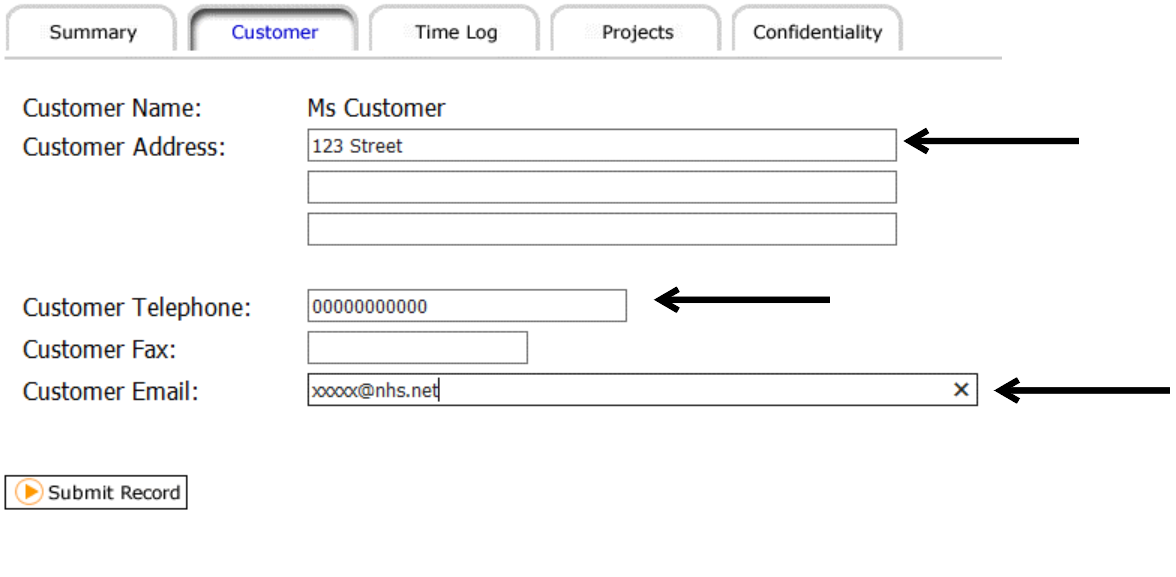 Summary Customer Time Log Projects Confidentiality
Customer Name: Ms Customer
Customer Address: 123 Street
Customer Telephone: 00000000000
Customer Fax:
Customer Email: xxxxx@nhs.net ×
Submit Record